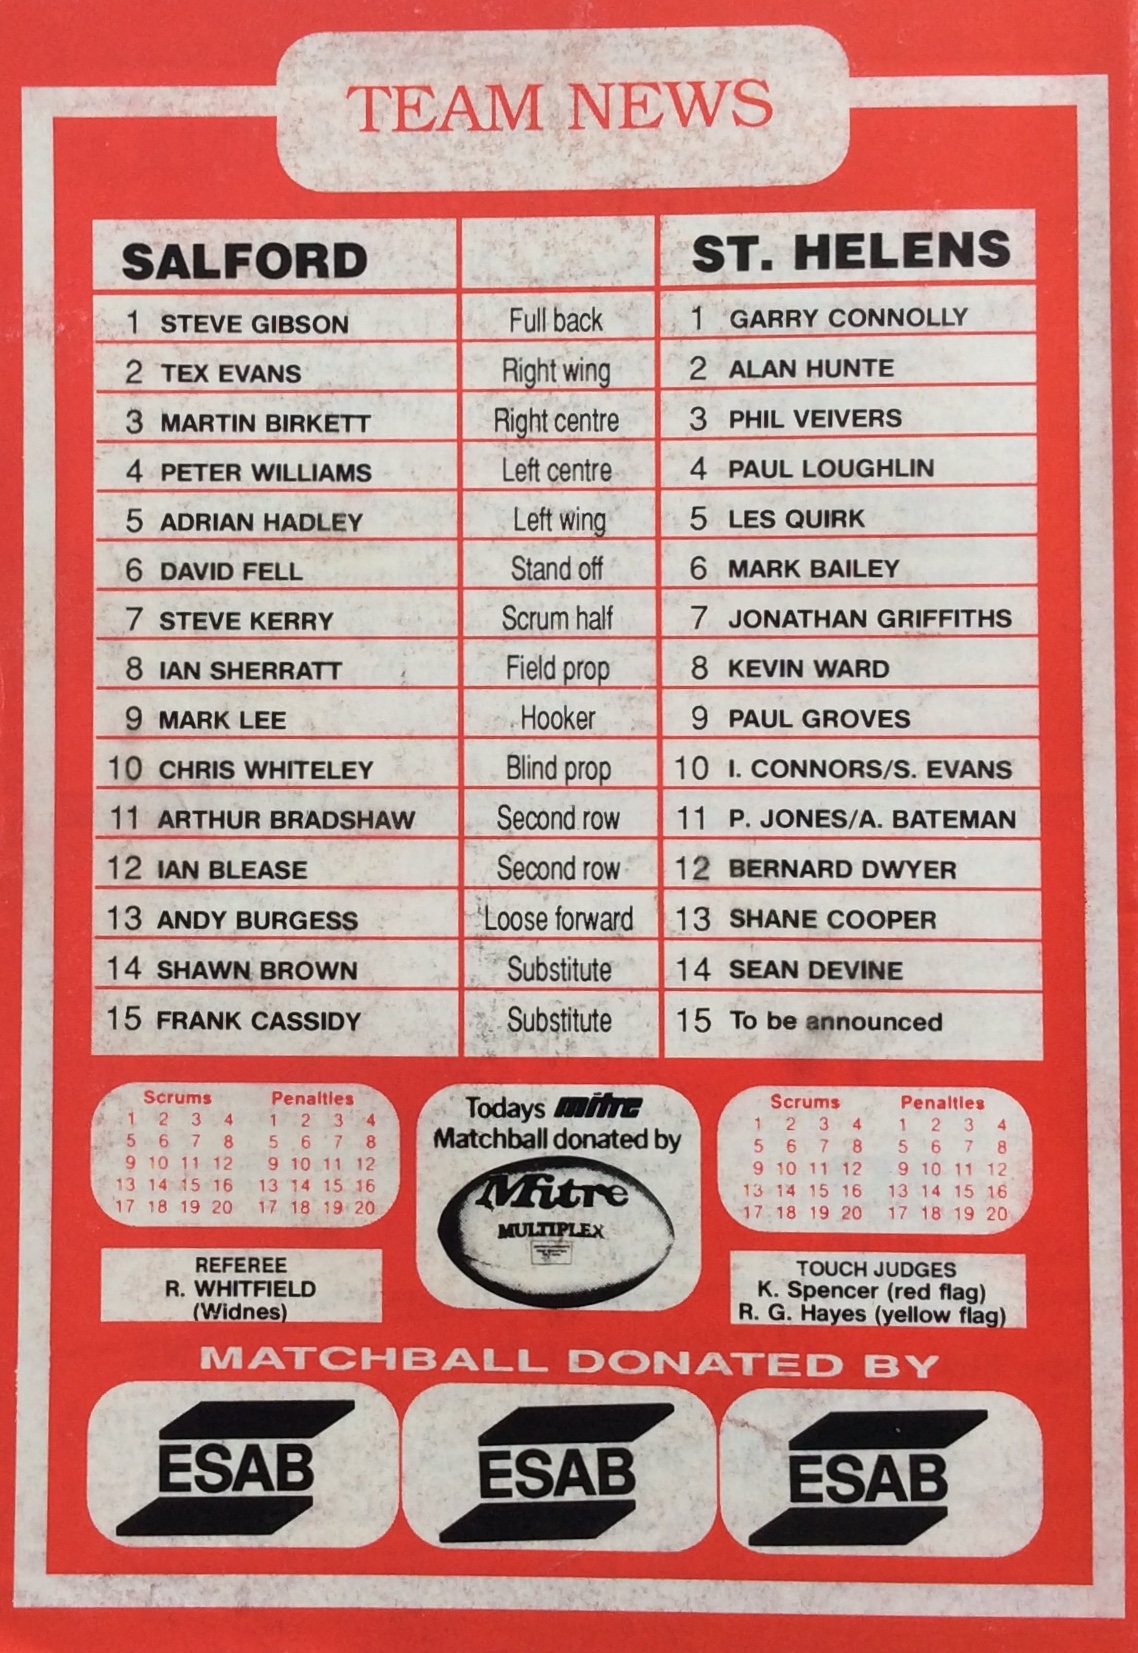 TEAM NEWS
SALFORD ST. HELENS
1 STEVE GIBSON Full back 1 GARRY CONNOLLY
2 TEX EVANS Right wing 2 ALAN HUNTE
3 MARTIN BIRKETT Right centre 3 PHIL VEIVERS
4 PETER WILLIAMS Left centre 4 PAUL LOUGHLIN
5 ADRIAN HADLEY Left wing 5 LES QUIRK
6 DAVID FELL Stand off 6 MARK BAILEY
7 STEVE KERRY Scrum half 7 JONATHAN GRIFFITHS
8 IAN SHERRATT Field prop 8 KEVIN WARD
9 MARK LEE Hooker 9 PAUL GROVES
10 CHRIS WHITELEY Blind prop 10 I. CONNORS/S. EVANS
11 ARTHUR BRADSHAW Second row 11 P. JONES/A. BATEMAN
12 IAN BLEASE Second row 12 BERNARD DWYER
13 ANDY BURGESS Loose forward 13 SHANE COOPER
14 SHAWN BROWN Substitute 14 SEAN DEVINE
15 FRANK CASSIDY Substitute 15 To be announced
Scrums Penalties
1 2 3 4 1 2 3 4
5 6 7 8 5 6 7 8
9 10 11 12 9 10 11 12
13 14 15 16 13 14 15 16
17 18 19 20 17 18 19 20
Todays mitre
Matchball donated by
Mitre
MULTIPLEX
Scrums Penalties
1 2 3 4 1 2 3 4
5 6 7 8 5 6 7 8
9 10 11 12 9 10 11 12
13 14 15 16 13 14 15 16
17 18 19 20 17 18 19 20
REFEREE
R. WHITFIELD
(Widnes)
TOUCH JUDGES
K. Spencer (red flag)
R. G. Hayes (yellow flag)
MATCHBALL DONATED BY
ESAB ESAB ESAB